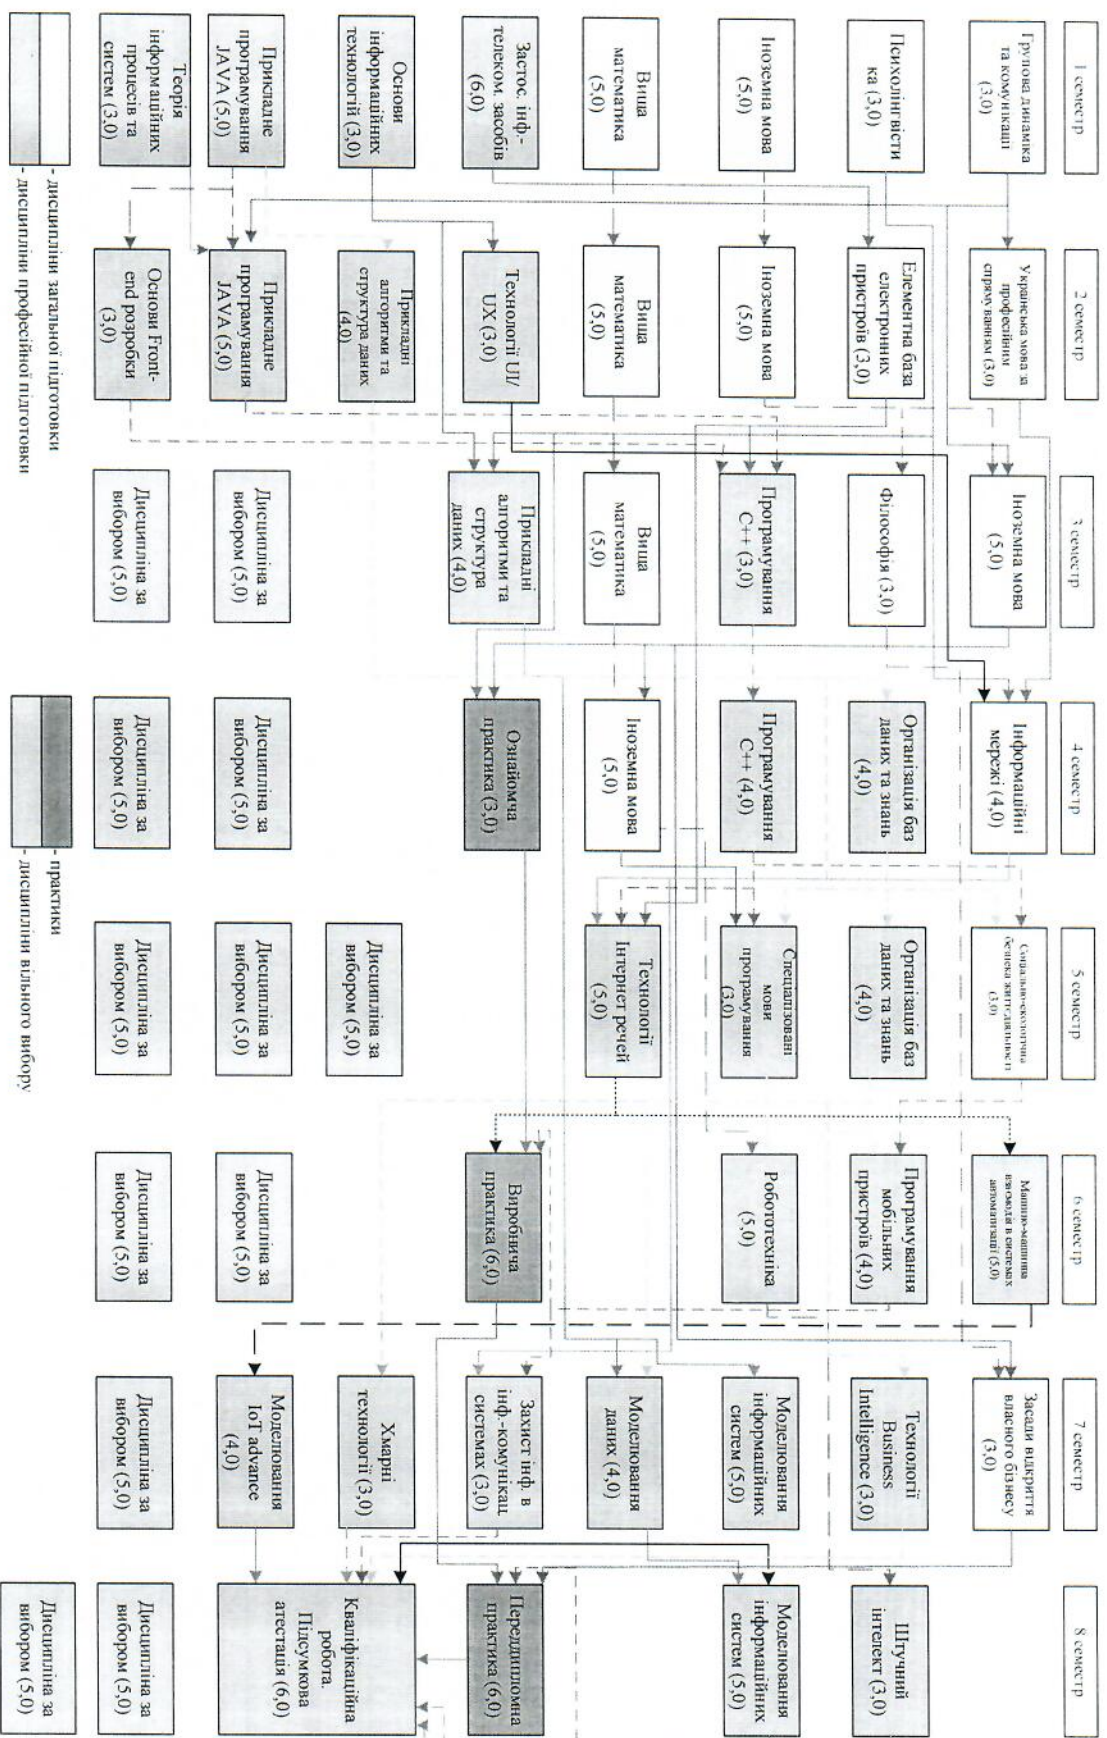 1 семестр
Групова динаміка
та комунікації
(3,0)
Психолінгвісти
ка (3,0)
Іноземна мова
(5,0)
Вища
математика
(5,0)
Застос. інф.-
телеком. засобів
(6,0)
Основи
інформаційних
технологій (3,0)
Прикладне
програмування
JAVA (5,0)
Теорія
інформаційних
процесів та
систем (3,0)
2 семестр
Українська мова за
професійним
спрямуванням (3,0)
Елементна база
електронних
пристроїв (3,0)
Іноземна мова
(5,0)
Вища
математика
(5,0)
Технології UI/
UX (3,0)
Прикладні
алгоритми та
структура даних
(4,0)
Прикладне
програмування
JAVA (5,0)
Основи Front-
end розробки
(3,0)
3 семестр
Іноземна мова
(5,0)
Філософія (3,0)
Програмування
C++ (3,0)
Вища
математика
(5,0)
Прикладні
алгоритми та
структура
даних (4,0)
Дисципліна за
вибором (5,0)
Дисципліна за
вибором (5,0)
4 семестр
Інформаційні
мережі (4,0)
Організація баз
даних та знань
(4,0)
Програмування
C++ (4,0)
Іноземна мова
(5,0)
Ознайомча
практика (3,0)
Дисципліна за
вибором (5,0)
Дисципліна за
вибором (5,0)
5 семестр
Соціально-екологічна
безпека життєдіяльності
(3,0)
Організація баз
даних та знань
(4,0)
Спеціалізовані
мови
програмування
(3,0)
Технології
Інтернет речей
(5,0)
Дисципліна за
вибором (5,0)
Дисципліна за
вибором (5,0)
Дисципліна за
вибором (5,0)
6 семестр
Машино-машинна
взаємодія в системах
автоматизації (5,0)
Програмування
мобільних
пристроїв (4,0)
Робототехніка
(5,0)
Виробнича
практика (6,0)
Дисципліна за
вибором (5,0)
Дисципліна за
вибором (5,0)
7 семестр
Засади відкриття
власного бізнесу
(3,0)
Технології
Business
Intelligence (3,0)
Моделювання
інформаційних
систем (5,0)
Моделювання
даних (4,0)
Захист інф. в
інф.-комунікац.
системах (3,0)
Хмарні
технології (3,0)
Моделювання
IoT advance
(4,0)
Дисципліна за
вибором (5,0)
8 семестр
Штучний
інтелект (3,0)
Моделювання
інформаційних
систем (5,0)
Переддипломна
практика (6,0)
Кваліфікаційна
робота.
Підсумкова
атестація (6,0)
Дисципліна за
вибором (5,0)
Дисципліна за
вибором (5,0)
- дисципліни загальної підготовки
- дисципліни професійної підготовки
- практики
- дисципліни вільного вибору